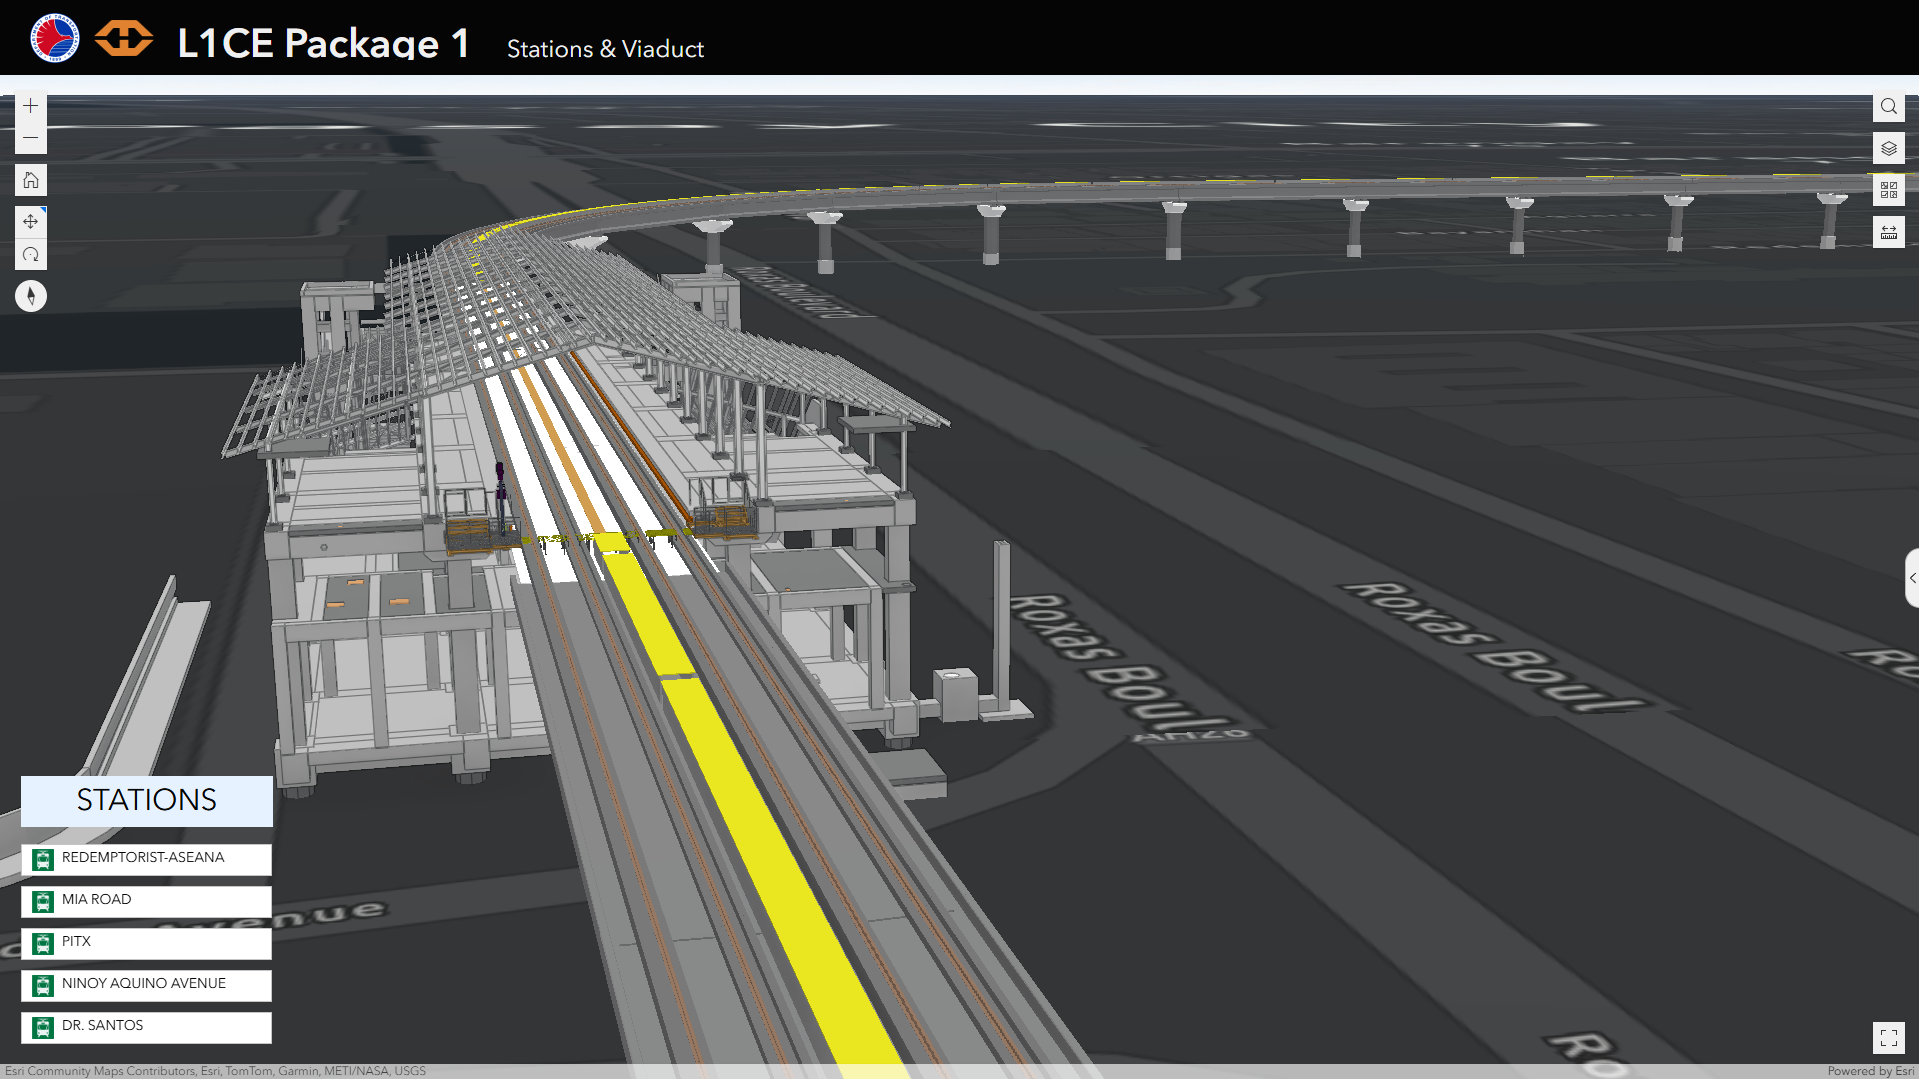 L1CE Package 1
Stations & Viaduct
Boulevard
Roxas Boul
Roxas Boul
Ro
STATIONS
REDEMPTORIST-ASEANA
MIA ROAD
PITX
NINOY AQUINO AVENUE
DR. SANTOS
Avenue
Ro
Esri Community Maps Contributors, Esri, TomTom, Garmin, METI/NASA, USGS
Powered by Esri